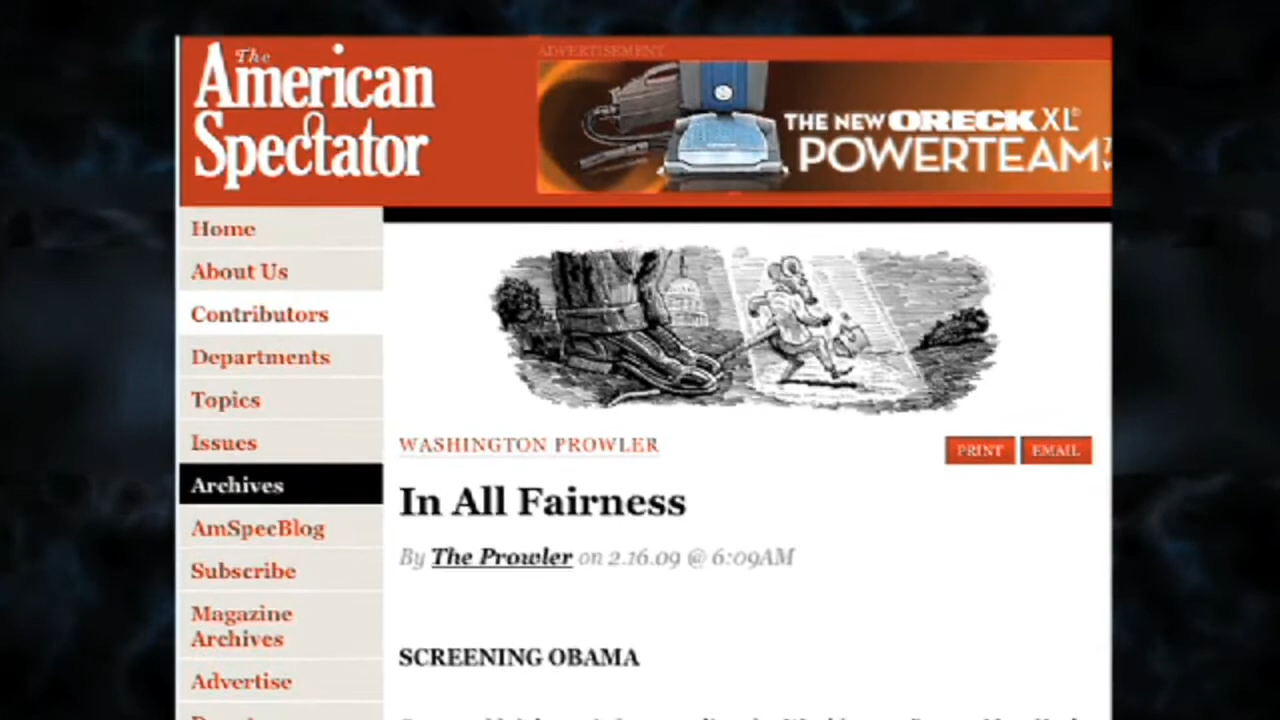 The
American
Spectator
ADVERTISEMENT
THE NEW ORECK XL®
POWERTEAM
Home
About Us
Contributors
Departments
Topics
Issues
Archives
AmSpecBlog
Subscribe
Magazine
Archives
Advertise
WASHINGTON PROWLER
PRINT
EMAIL
In All Fairness
By The Prowler on 2.16.09 @ 6:09AM
SCREENING OBAMA